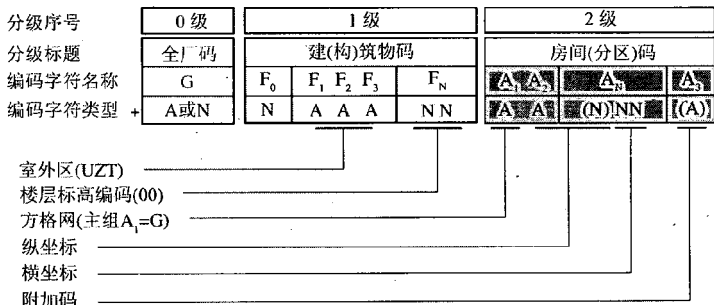 分级序号 0 级 1 级 2 级
分级标题 全厂码 建(构)筑物码 房间(分区)码
编码字符名称 G F₀ F₁ F₂ F₃ F_N A₁ A₂ A_N A₃
编码字符类型 + A或N N A A A NN A A (N)NN (A)
室外区(UZT)
楼层标高编码(00)
方格网(主组A₁=G)
纵坐标
横坐标
附加码